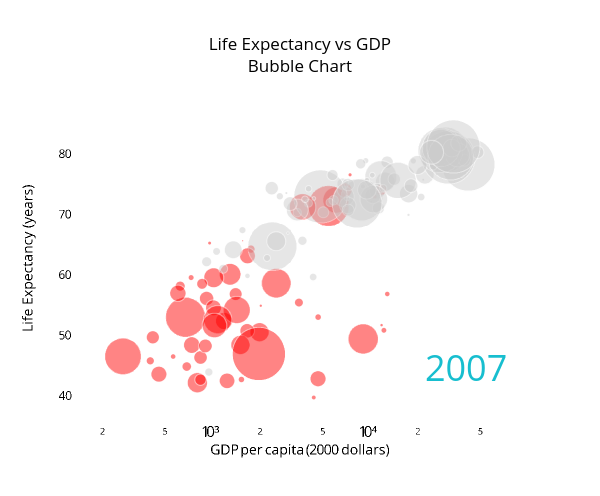 Life Expectancy vs GDP
Bubble Chart
80
70
60
50
40
Life Expectancy (years)
2007
2 5 10³ 2 5 10⁴ 2 5
GDP per capita (2000 dollars)